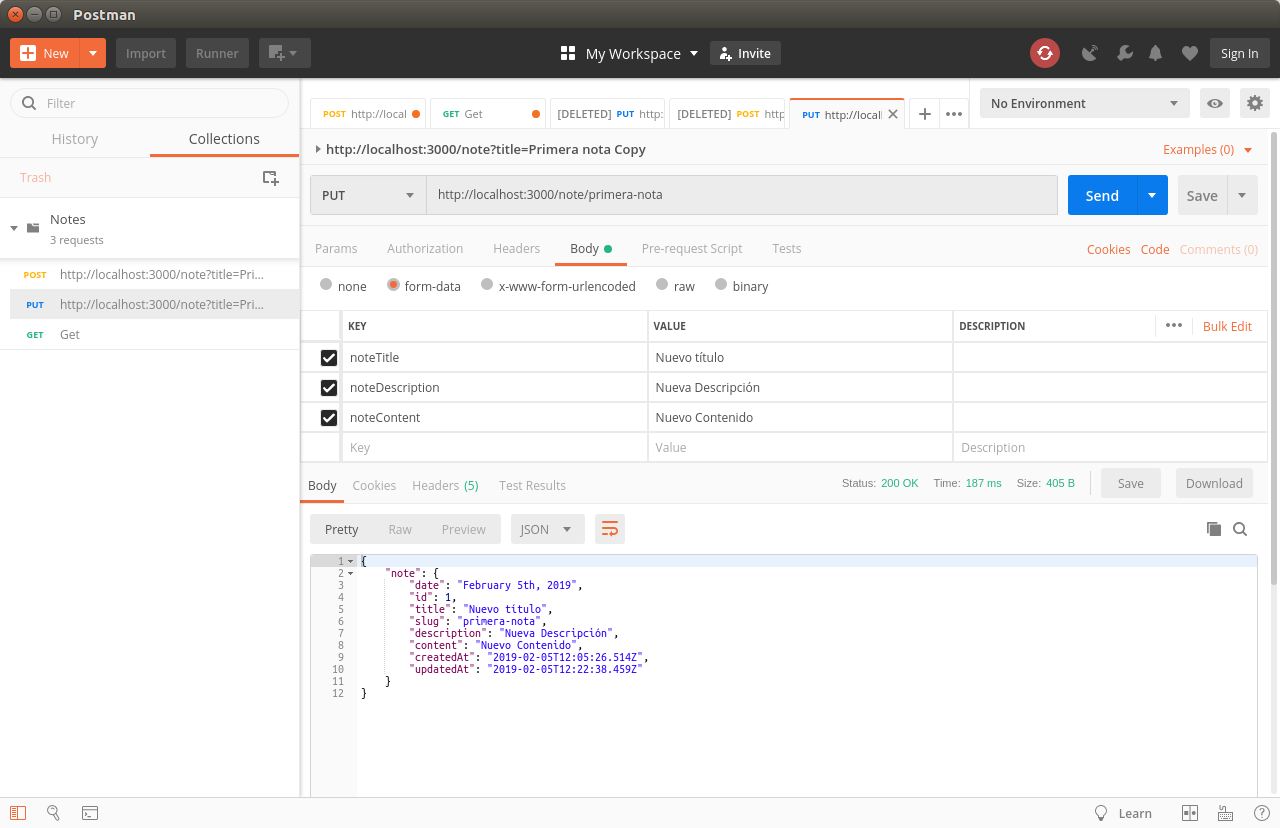 Postman
New
Import
Runner
My Workspace
Invite
Sign In
Filter
History
Collections
Trash
Notes
3 requests
POST http://localhost:3000/note?title=Pri...
PUT http://localhost:3000/note?title=Pri...
GET Get
POST http://local
GET Get
[DELETED] PUT http:
[DELETED] POST http
PUT http://local
No Environment
http://localhost:3000/note?title=Primera nota Copy
Examples (0)
PUT
http://localhost:3000/note/primera-nota
Send
Save
Params
Authorization
Headers
Body
Pre-request Script
Tests
Cookies
Code
Comments (0)
none
form-data
x-www-form-urlencoded
raw
binary
KEY
VALUE
DESCRIPTION
Bulk Edit
noteTitle
Nuevo título
noteDescription
Nueva Descripción
noteContent
Nuevo Contenido
Key
Value
Description
Body
Cookies
Headers (5)
Test Results
Status: 200 OK
Time: 187 ms
Size: 405 B
Save
Download
Pretty
Raw
Preview
JSON
1 {
2 "note": {
3 "date": "February 5th, 2019",
4 "id": 1,
5 "title": "Nuevo título",
6 "slug": "primera-nota",
7 "description": "Nueva Descripción",
8 "content": "Nuevo Contenido",
9 "createdAt": "2019-02-05T12:05:26.514Z",
10 "updatedAt": "2019-02-05T12:22:38.459Z"
11 }
12 }
Learn